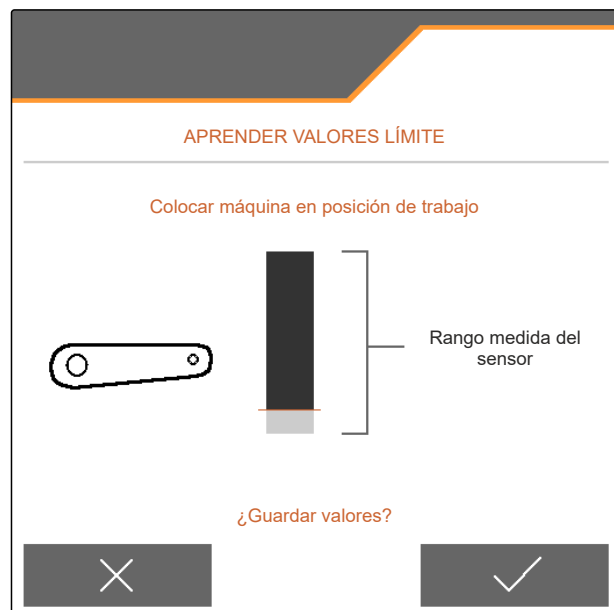 APRENDER VALORES LÍMITE
Colocar máquina en posición de trabajo
Rango medida del
sensor
¿Guardar valores?